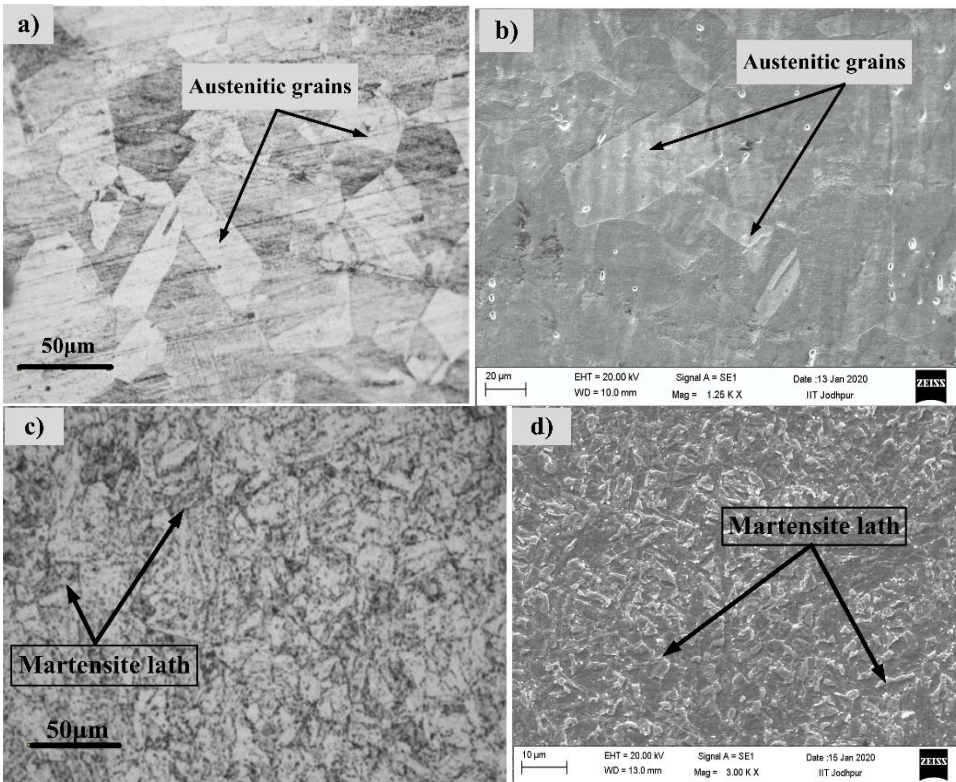 a)
Austenitic grains
50µm
b)
Austenitic grains
20 µm
EHT = 20.00 kV
WD = 10.0 mm
Signal A = SE1
Mag = 1.25 K X
Date :13 Jan 2020
IIT Jodhpur
ZEISS
c)
Martensite lath
50µm
d)
Martensite lath
10 µm
EHT = 20.00 kV
WD = 13.0 mm
Signal A = SE1
Mag = 3.00 K X
Date :15 Jan 2020
IIT Jodhpur
ZEISS